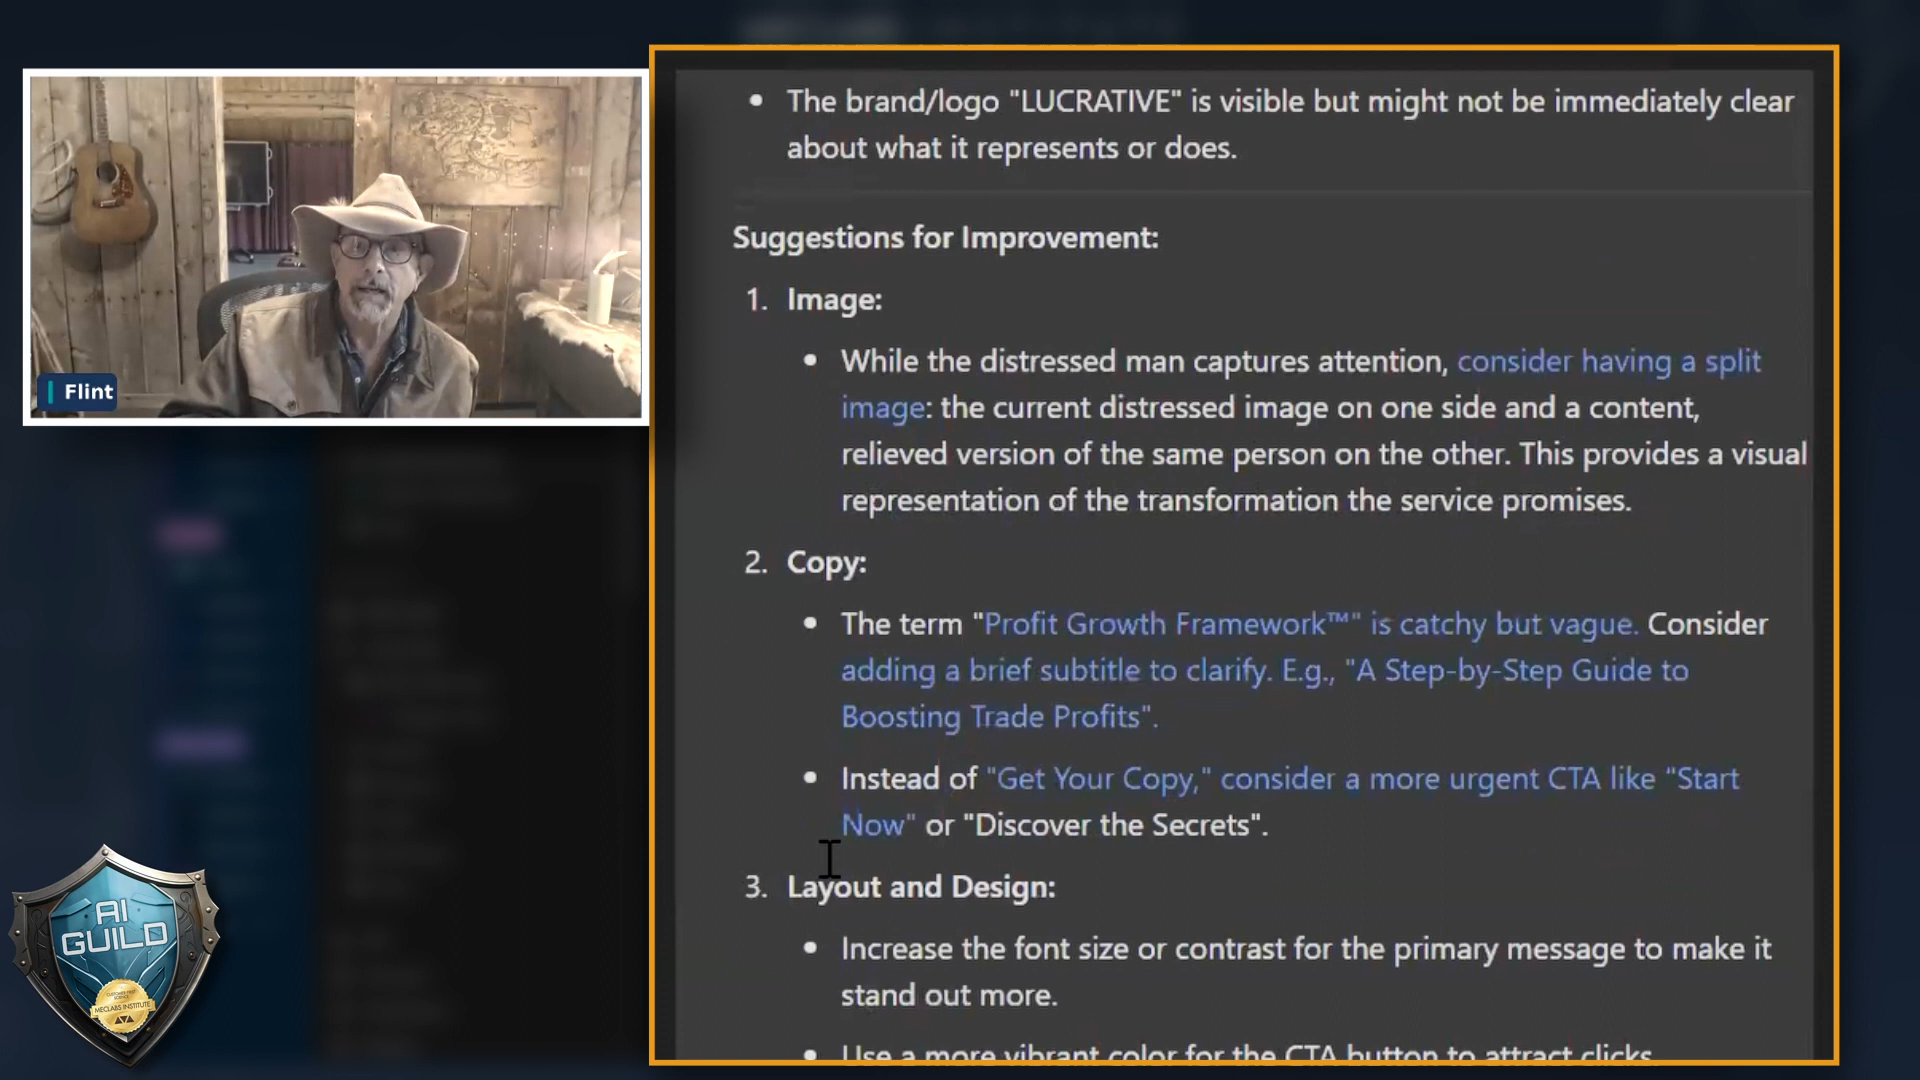 The brand/logo "LUCRATIVE" is visible but might not be immediately clear
about what it represents or does.
Suggestions for Improvement:
1. Image:
While the distressed man captures attention, consider having a split
image: the current distressed image on one side and a content,
relieved version of the same person on the other. This provides a visual
representation of the transformation the service promises.
2. Copy:
The term "Profit Growth Framework™" is catchy but vague. Consider
adding a brief subtitle to clarify. E.g., "A Step-by-Step Guide to
Boosting Trade Profits".
Instead of "Get Your Copy," consider a more urgent CTA like "Start
Now" or "Discover the Secrets".
3. Layout and Design:
Increase the font size or contrast for the primary message to make it
stand out more.
Use a more vibrant color for the CTA button to attract clicks.
Flint
AI
GUILD
MECLABS INSTITUTE